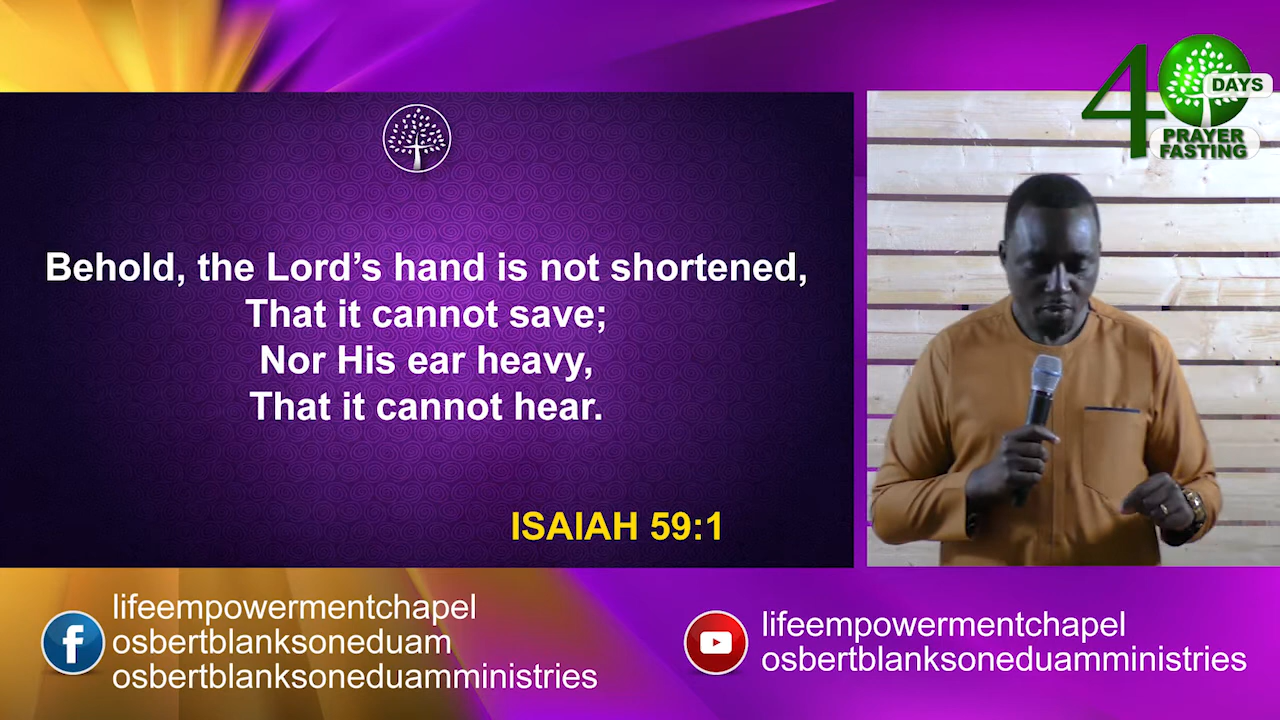 40 DAYS
PRAYER
FASTING
Behold, the Lord’s hand is not shortened,
That it cannot save;
Nor His ear heavy,
That it cannot hear.
ISAIAH 59:1
lifeempowermentchapel
osbertblanksoneduam
osbertblanksoneduamministries
lifeempowermentchapel
osbertblanksoneduamministries